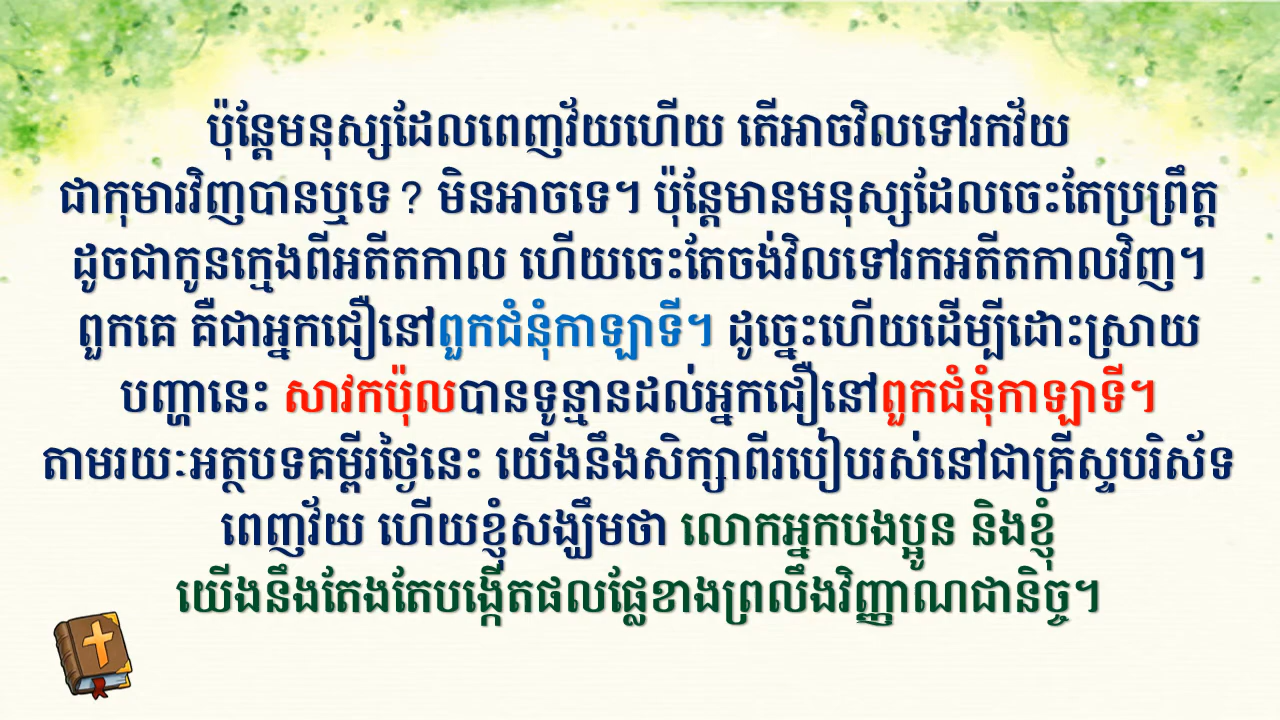 ប៉ុន្តែមនុស្សដែលពេញវ័យហើយ តើអាចវិលទៅរកវ័យ
ជាកុមារវិញបានឬទេ? មិនអាចទេ។ ប៉ុន្តែមានមនុស្សដែលចេះតែប្រព្រឹត្ត
ដូចជាកូនក្មេងពីអតីតកាល ហើយចេះតែចង់វិលទៅរកអតីតកាលវិញ។
ពួកគេ គឺជាអ្នកជឿនៅពួកជំនុំកាឡាទី។ ដូច្នេះហើយដើម្បីដោះស្រាយ
បញ្ហានេះ សាវកប៉ុលបានទូន្មានដល់អ្នកជឿនៅពួកជំនុំកាឡាទី។
តាមរយៈអត្ថបទគម្ពីរថ្ងៃនេះ យើងនឹងសិក្សាពីរបៀបរស់នៅជាគ្រីស្ទបរិស័ទ
ពេញវ័យ ហើយខ្ញុំសង្ឃឹមថា លោកអ្នកបងប្អូន និងខ្ញុំ
យើងនឹងតែងតែបង្កើតផលផ្លែខាងព្រលឹងវិញ្ញាណជានិច្ច។